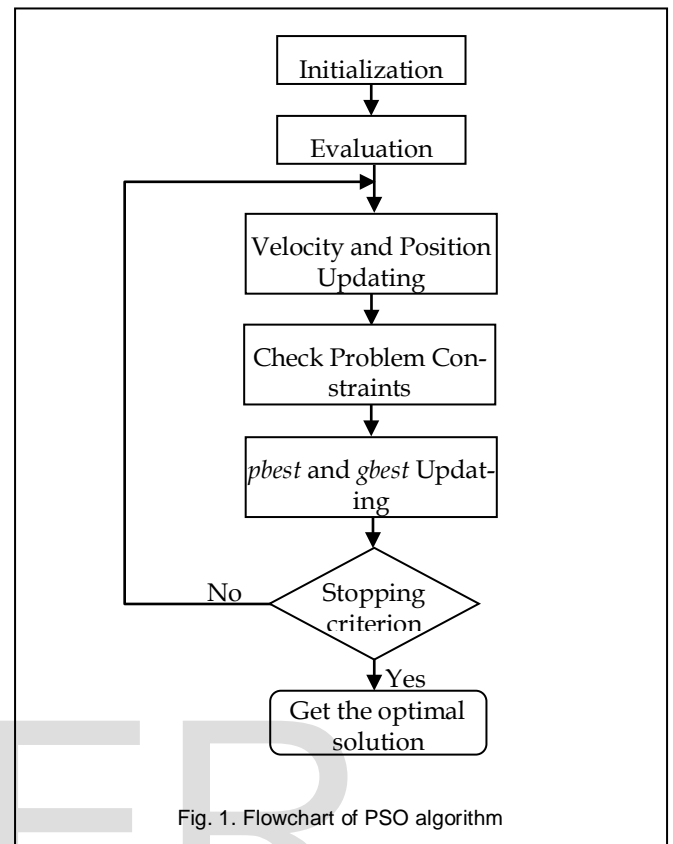 Initialization
Evaluation
Velocity and Position
Updating
Check Problem Con-
straints
pbest and gbest Updat-
ing
No
Stopping
criterion
Yes
Get the optimal
solution
Fig. 1. Flowchart of PSO algorithm